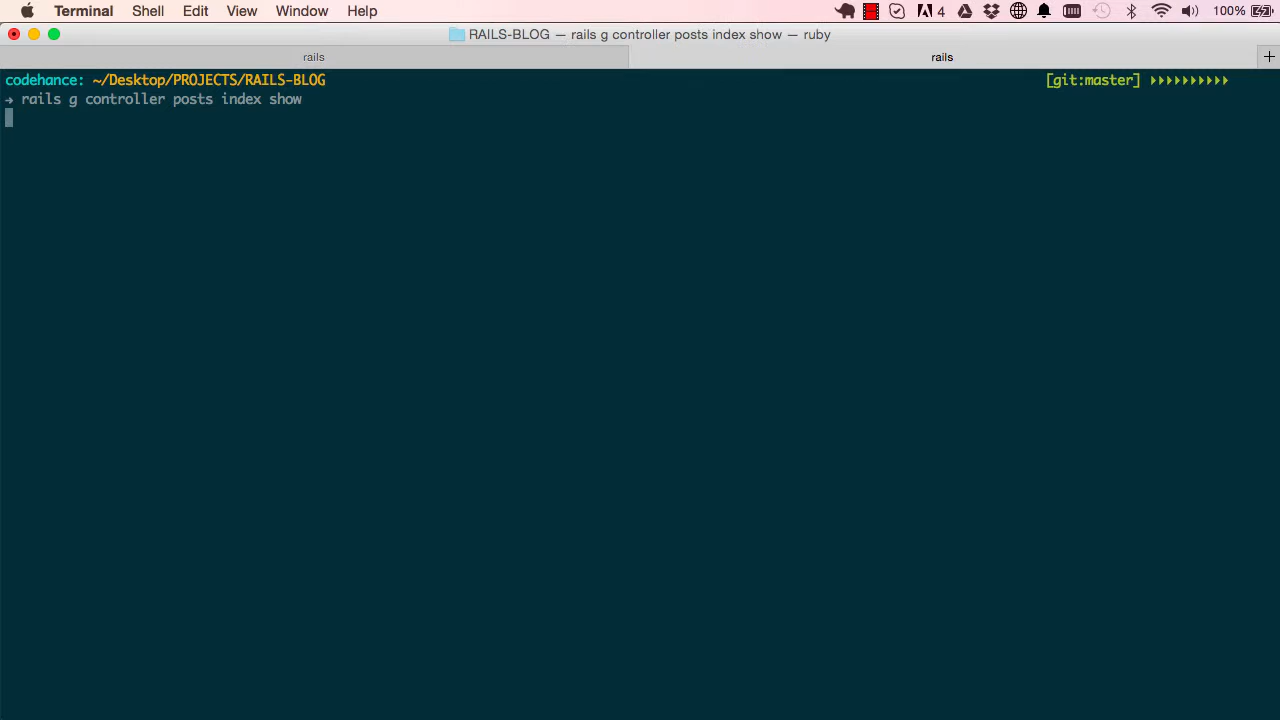 Terminal Shell Edit View Window Help 4 100%
RAILS-BLOG — rails g controller posts index show — ruby
rails rails +
codehance: ~/Desktop/PROJECTS/RAILS-BLOG [git:master]
→ rails g controller posts index show